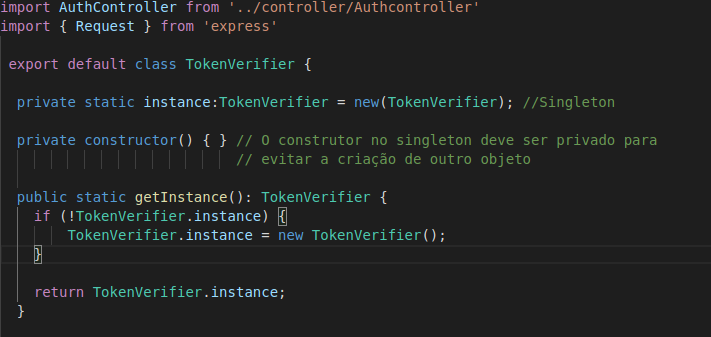 import AuthController from '../controller/Authcontroller'
import { Request } from 'express'
export default class TokenVerifier {
private static instance:TokenVerifier = new(TokenVerifier); //Singleton
private constructor() { } // O construtor no singleton deve ser privado para
// evitar a criação de outro objeto
public static getInstance(): TokenVerifier {
if (!TokenVerifier.instance) {
TokenVerifier.instance = new TokenVerifier();
}
return TokenVerifier.instance;
}